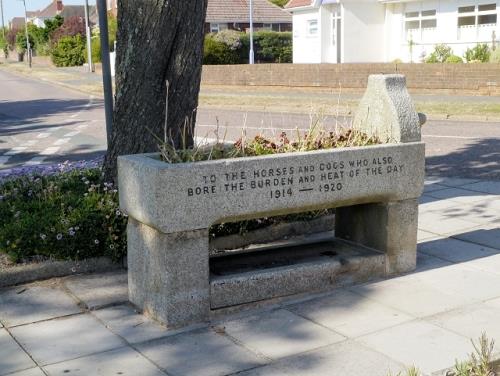 TO THE HORSES AND DOGS WHO ALSO
BORE THE BURDEN AND HEAT OF THE DAY
1914 — 1920